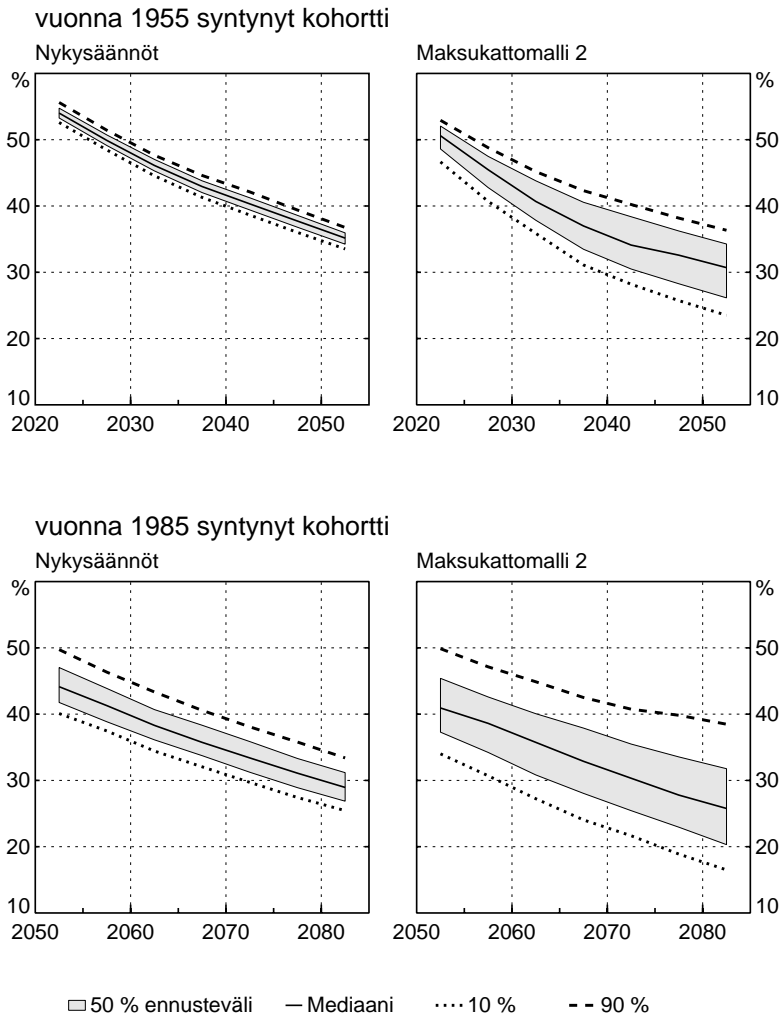 vuonna 1955 syntynyt kohortti
Nykysäännöt
Maksukattomalli 2
%
50
40
30
20
10
2020 2030 2040 2050
%
50
40
30
20
10
2020 2030 2040 2050
vuonna 1985 syntynyt kohortti
Nykysäännöt
Maksukattomalli 2
%
50
40
30
20
10
2050 2060 2070 2080
%
50
40
30
20
10
2050 2060 2070 2080
50 % ennusteväli Mediaani 10 % 90 %